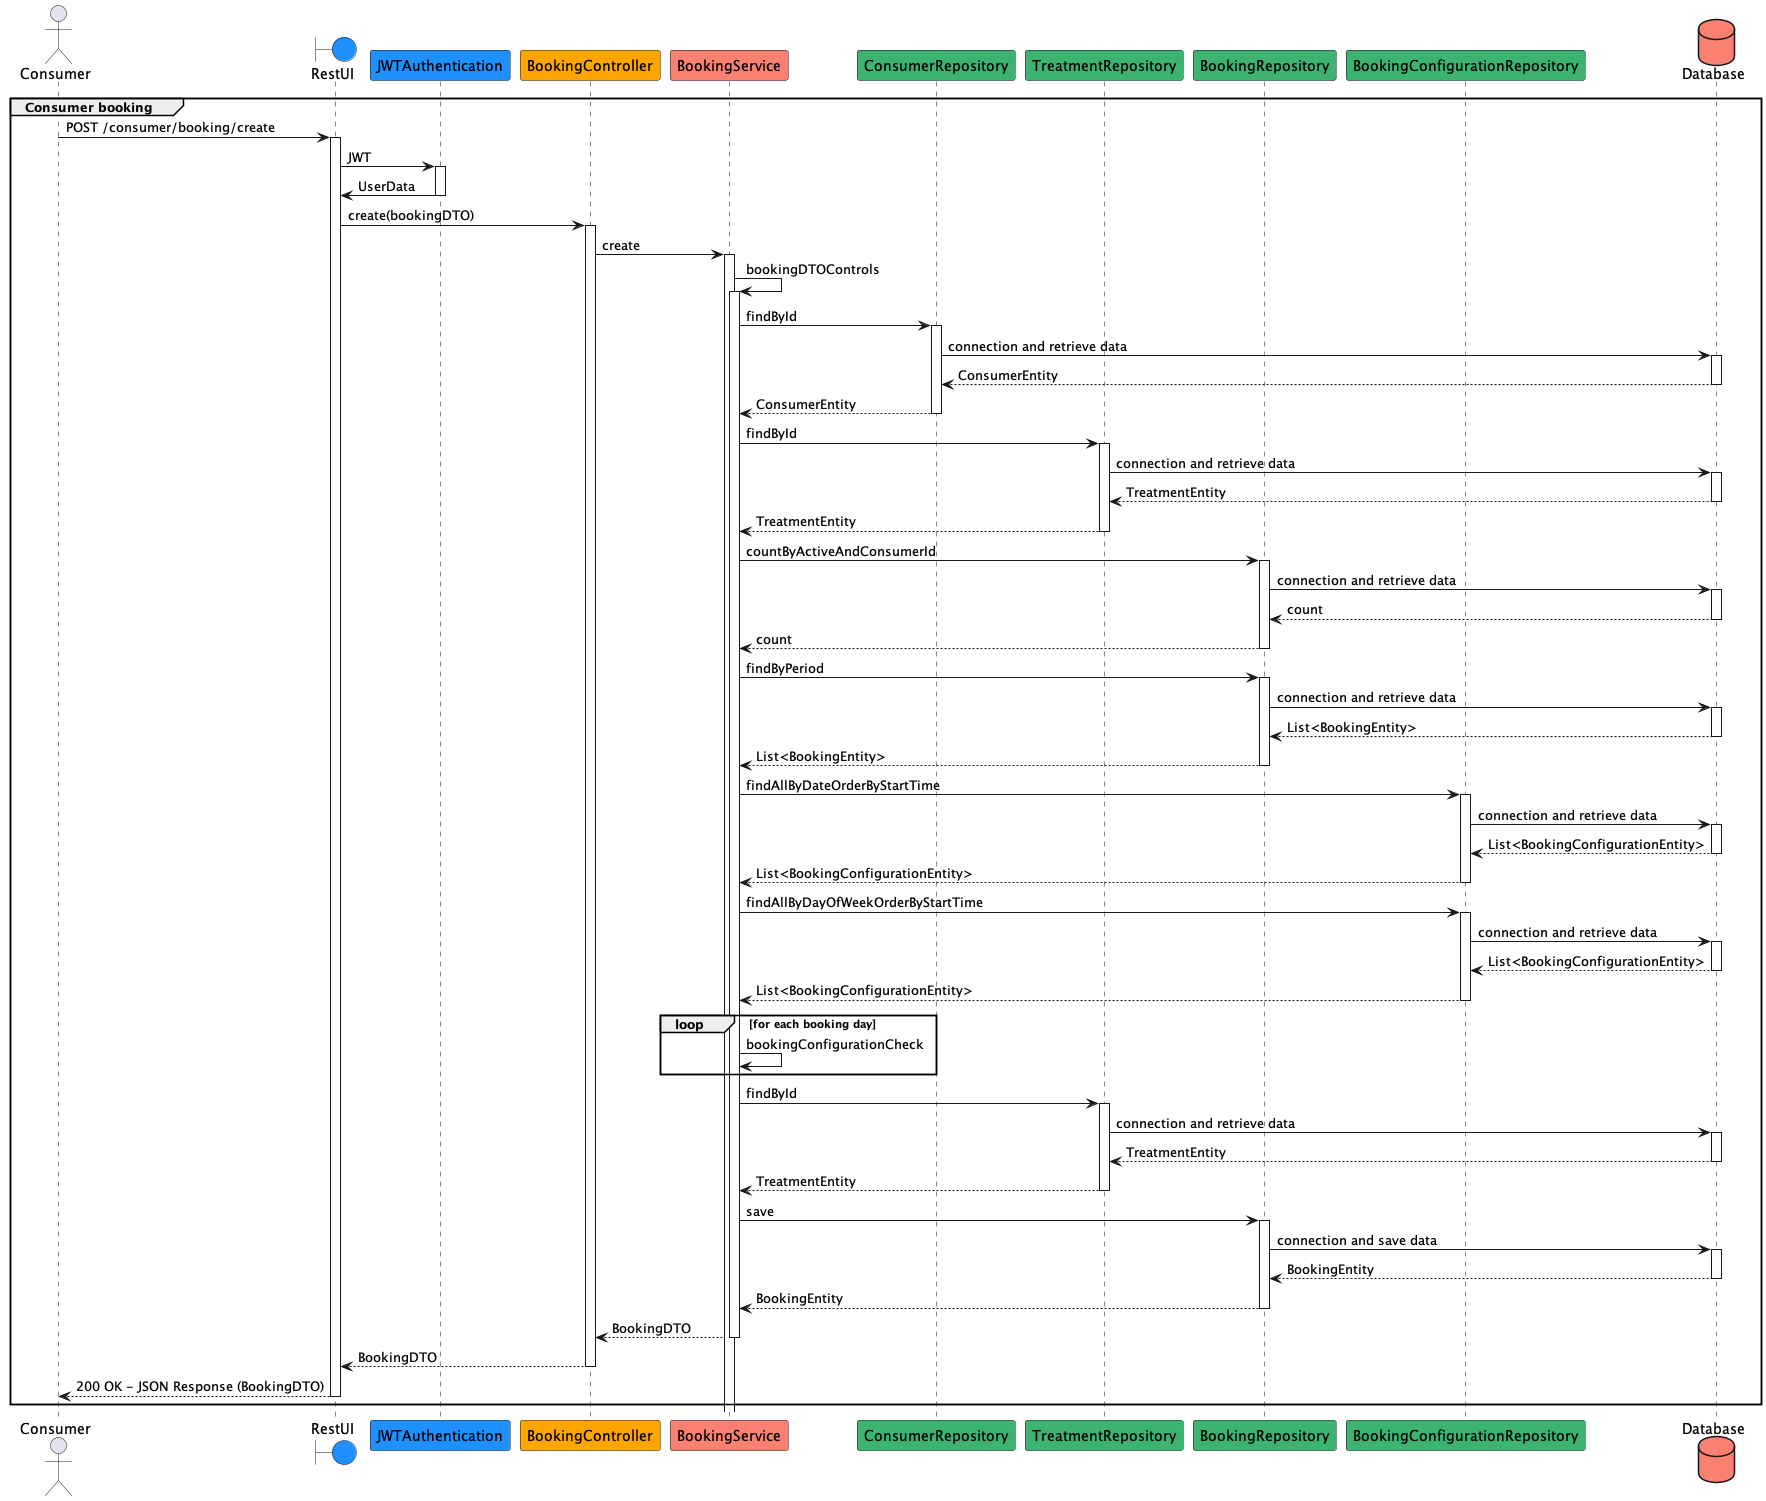 Consumer
RestUI
JWTAuthentication
BookingController
BookingService
ConsumerRepository
TreatmentRepository
BookingRepository
BookingConfigurationRepository
Database
Consumer booking
POST /consumer/booking/create
JWT
UserData
create(bookingDTO)
create
bookingDTOControls
findById
connection and retrieve data
ConsumerEntity
ConsumerEntity
findById
connection and retrieve data
TreatmentEntity
TreatmentEntity
countByActiveAndConsumerId
connection and retrieve data
count
count
findByPeriod
connection and retrieve data
List<BookingEntity>
List<BookingEntity>
findAllByDateOrderByStartTime
connection and retrieve data
List<BookingConfigurationEntity>
List<BookingConfigurationEntity>
findAllByDayOfWeekOrderByStartTime
connection and retrieve data
List<BookingConfigurationEntity>
List<BookingConfigurationEntity>
loop [for each booking day]
bookingConfigurationCheck
findById
connection and retrieve data
TreatmentEntity
TreatmentEntity
save
connection and save data
BookingEntity
BookingEntity
BookingDTO
BookingDTO
200 OK - JSON Response (BookingDTO)
Consumer
RestUI
JWTAuthentication
BookingController
BookingService
ConsumerRepository
TreatmentRepository
BookingRepository
BookingConfigurationRepository
Database